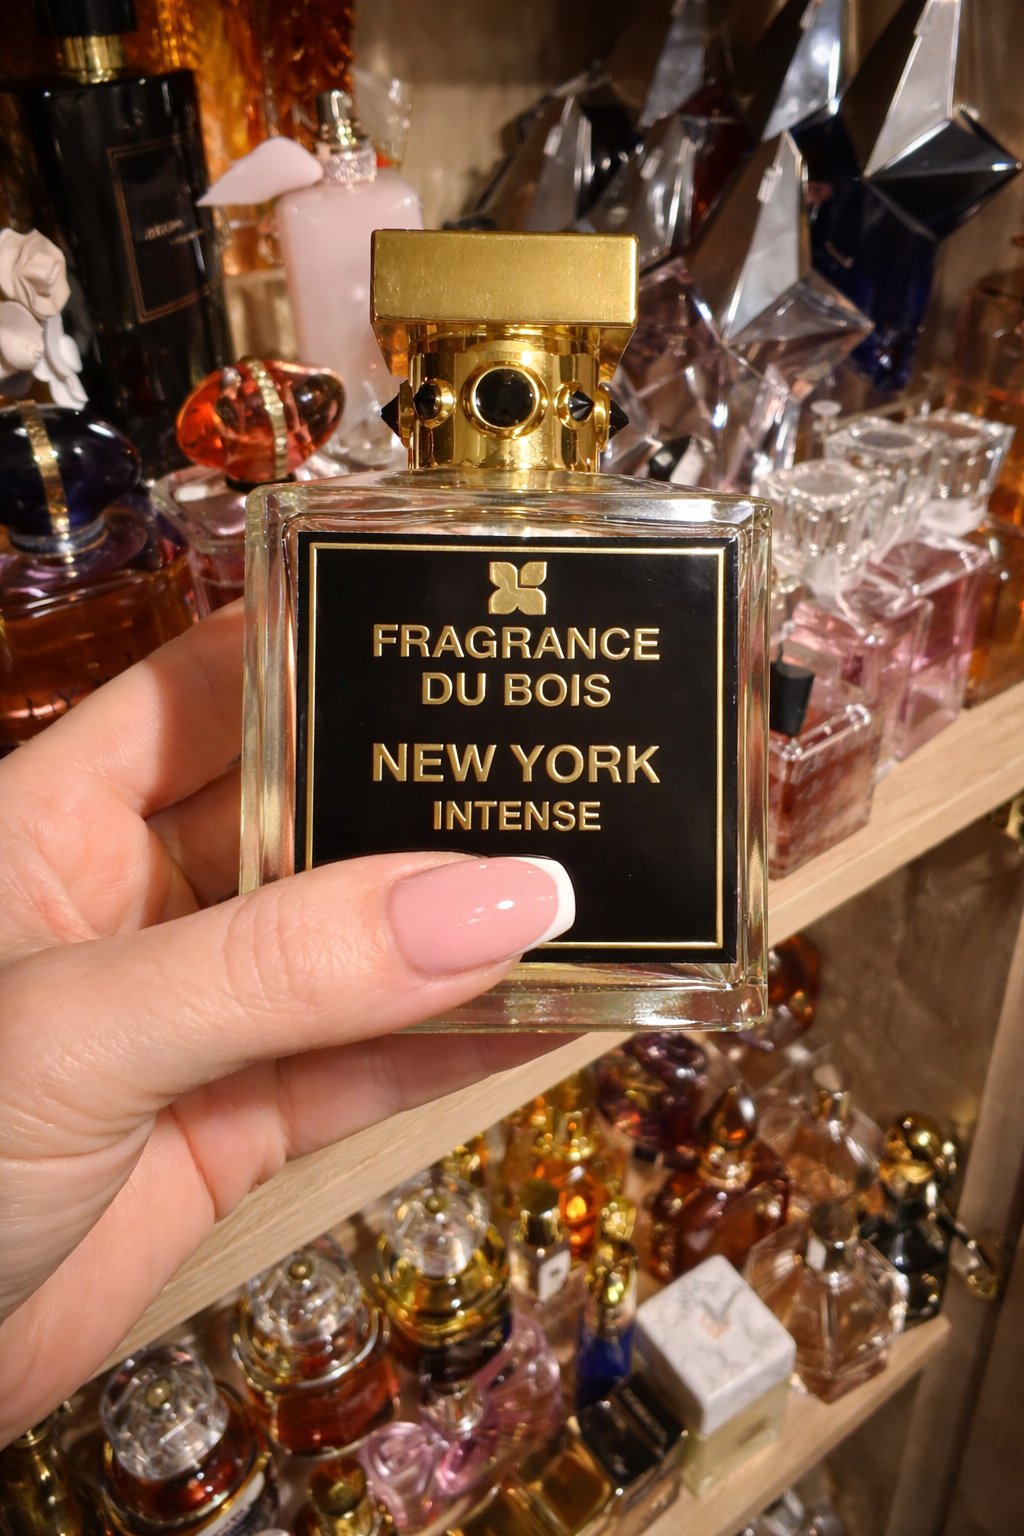 FRAGRANCE
DU BOIS
NEW YORK
INTENSE